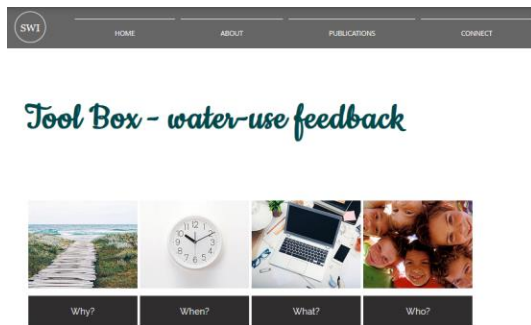 SWI
HOME ABOUT PUBLICATIONS CONNECT
Tool Box - water-use feedback
Why? When? What? Who?